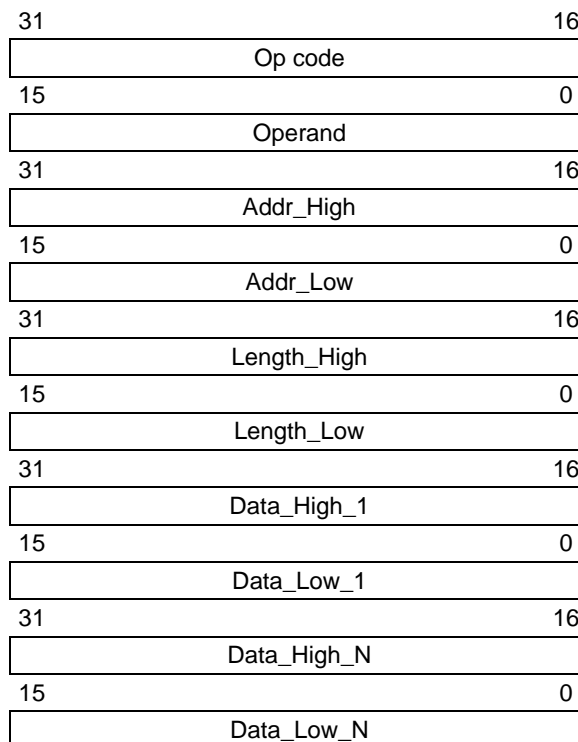 31 16
Op code
15 0
Operand
31 16
Addr_High
15 0
Addr_Low
31 16
Length_High
15 0
Length_Low
31 16
Data_High_1
15 0
Data_Low_1
31 16
Data_High_N
15 0
Data_Low_N